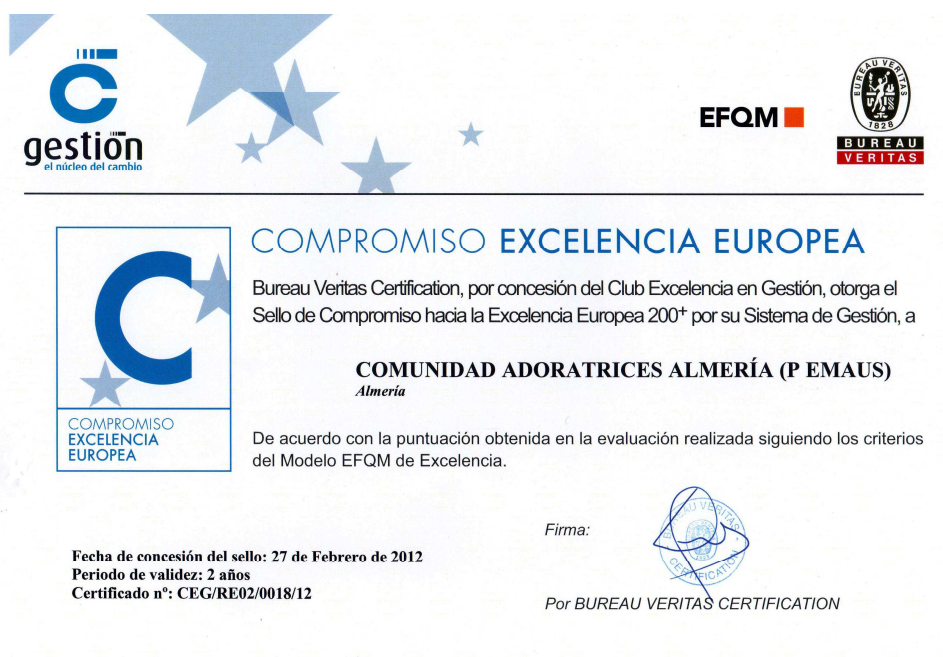 gestión
el núcleo del cambio
EFQM
BUREAU VERITAS
1828
BUREAU
VERITAS
COMPROMISO EXCELENCIA EUROPEA
Bureau Veritas Certification, por concesión del Club Excelencia en Gestión, otorga el
Sello de Compromiso hacia la Excelencia Europea 200+ por su Sistema de Gestión, a
COMUNIDAD ADORATRICES ALMERÍA (P EMAUS)
Almería
C
COMPROMISO
EXCELENCIA
EUROPEA
De acuerdo con la puntuación obtenida en la evaluación realizada siguiendo los criterios
del Modelo EFQM de Excelencia.
Firma:
BUREAU VERITAS
CERTIFICATION
Fecha de concesión del sello: 27 de Febrero de 2012
Periodo de validez: 2 años
Certificado nº: CEG/RE02/0018/12
Por BUREAU VERITAS CERTIFICATION